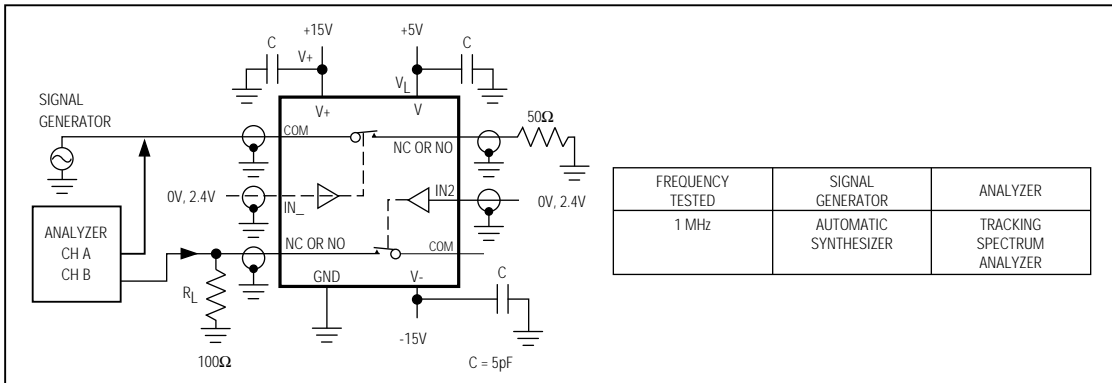 +15V
+5V
C
V+
C
VL
SIGNAL
GENERATOR
V+
V
50Ω
COM
NC OR NO
0V, 2.4V
IN_
IN2
0V, 2.4V
ANALYZER
CH A
CH B
NC OR NO
COM
RL
GND
V-
C
100Ω
-15V
C = 5pF
FREQUENCY
TESTED
SIGNAL
GENERATOR
ANALYZER
1 MHz
AUTOMATIC
SYNTHESIZER
TRACKING
SPECTRUM
ANALYZER